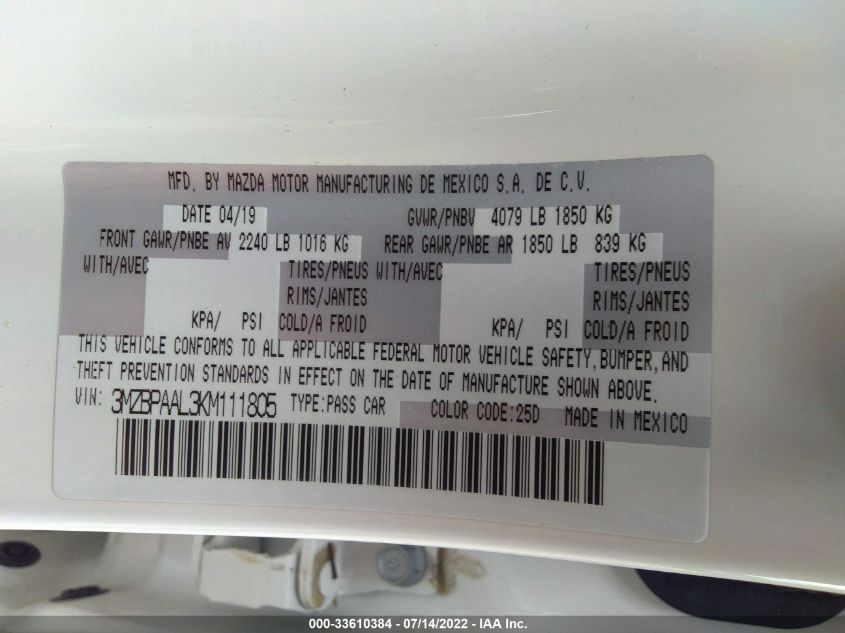 MFD. BY MAZDA MOTOR MANUFACTURING DE MEXICO S.A. DE C.V.
DATE 04/19 GVWR/PNBV 4079 LB 1850 KG
FRONT GAWR/PNBE AV 2240 LB 1016 KG REAR GAWR/PNBE AR 1850 LB 839 KG
WITH/AVEC TIRES/PNEUS WITH/AVEC TIRES/PNEUS
RIMS/JANTES RIMS/JANTES
KPA/ PSI COLD/A FROID KPA/ PSI COLD/A FROID
THIS VEHICLE CONFORMS TO ALL APPLICABLE FEDERAL MOTOR VEHICLE SAFETY, BUMPER, AND
THEFT PREVENTION STANDARDS IN EFFECT ON THE DATE OF MANUFACTURE SHOWN ABOVE.
VIN: 3MZBPAAL3KM111805 TYPE:PASS CAR COLOR CODE:25D MADE IN MEXICO
000-33610384 / 07/14/2022 - IAA Inc.